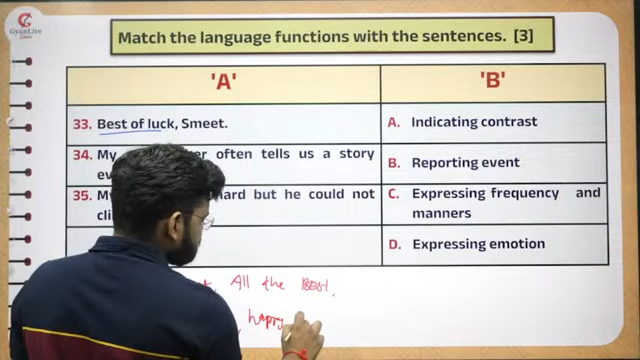 GyanLive
Match the language functions with the sentences. [3]
'A' 'B'
33. Best of luck, Smeet. A. Indicating contrast
34. My often tells us a story B. Reporting event
35. hard but he could not C. Expressing frequency and manners
D. Expressing emotion
All the Best.
happy